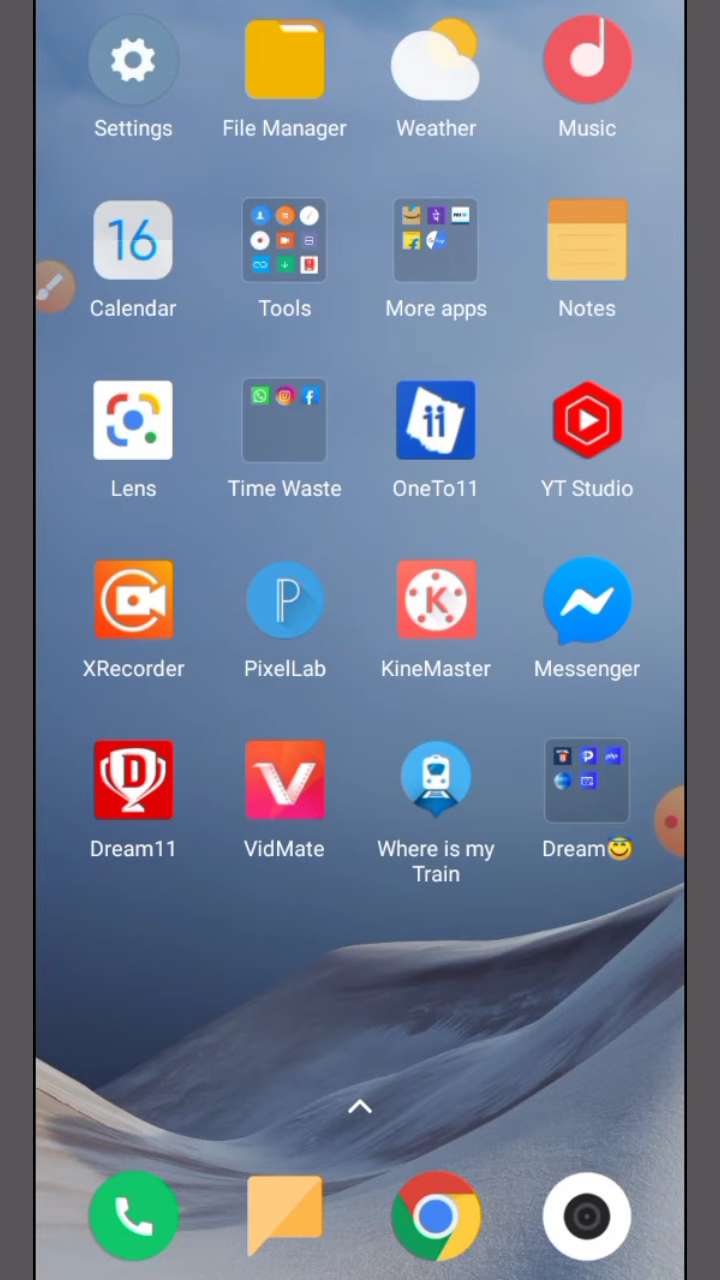 Settings
File Manager
Weather
Music
16
Calendar
Tools
More apps
Notes
Lens
Time Waste
11
OneTo11
YT Studio
XRecorder
P
PixelLab
K
KineMaster
Messenger
D
Dream11
VidMate
Where is my
Train
Dream😇